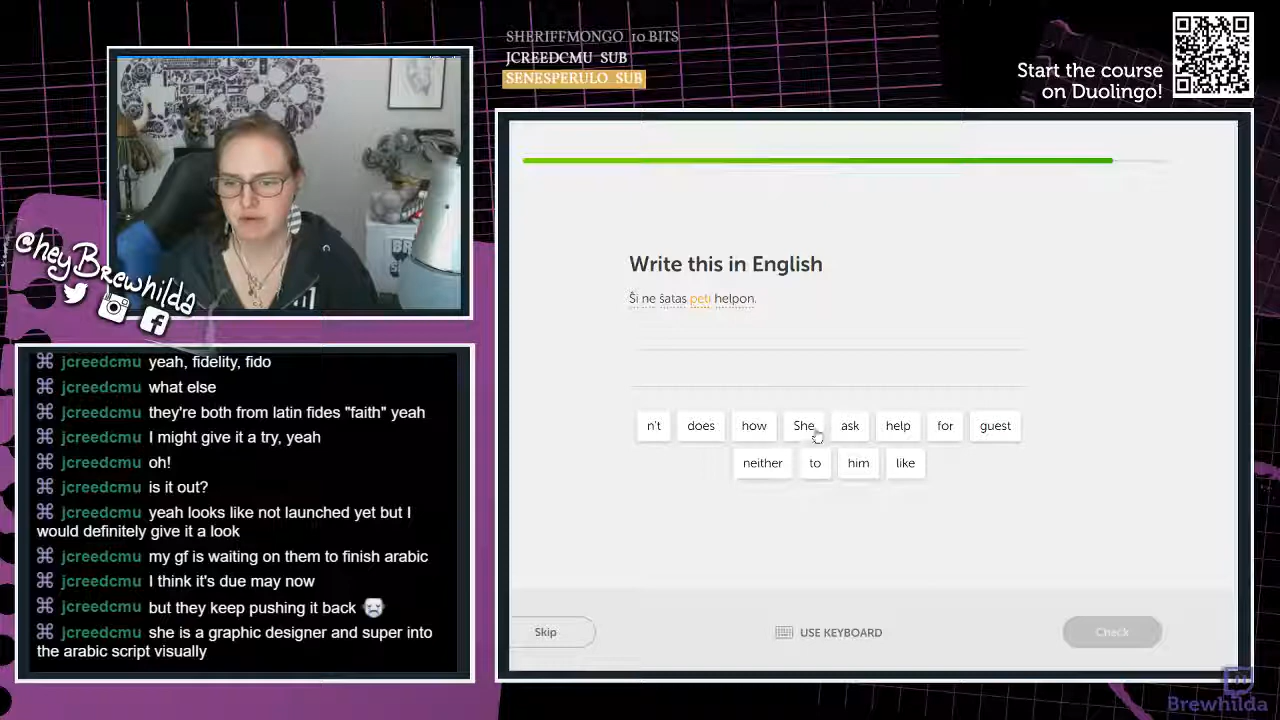 SHERIFFMONGO 10 BITS
JCREEDCMU SUB
SENESPERULO SUB
Start the course
on Duolingo!
@heyBrewhilda
jcreedcmu yeah, fidelity, fido
jcreedcmu what else
jcreedcmu they're both from latin fides "faith" yeah
jcreedcmu I might give it a try, yeah
jcreedcmu oh!
jcreedcmu is it out?
jcreedcmu yeah looks like not launched yet but I
would definitely give it a look
jcreedcmu my gf is waiting on them to finish arabic
jcreedcmu I think it's due may now
jcreedcmu but they keep pushing it back
jcreedcmu she is a graphic designer and super into
the arabic script visually
Write this in English
Ŝi ne ŝatas peti helpon.
n't does how She ask help for guest
neither to him like
Skip
USE KEYBOARD
Check
Brewhilda